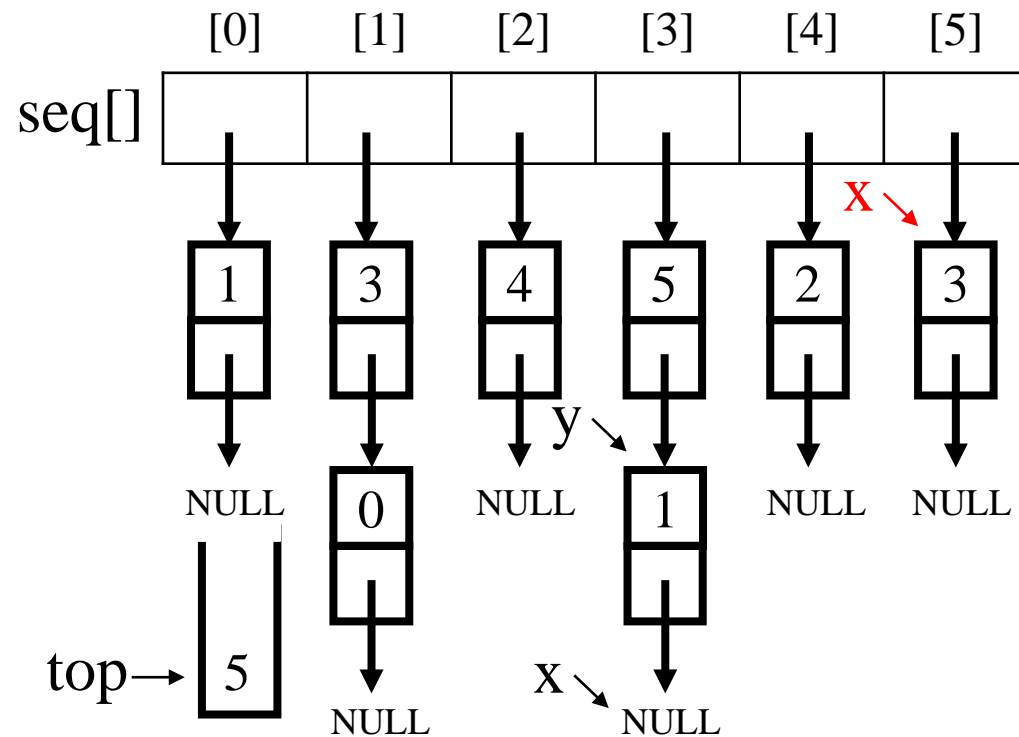 [0] [1] [2] [3] [4] [5]
seq[]
x
1 3 4 5 2 3
y
NULL 0 NULL 1 NULL NULL
top 5
x
NULL NULL